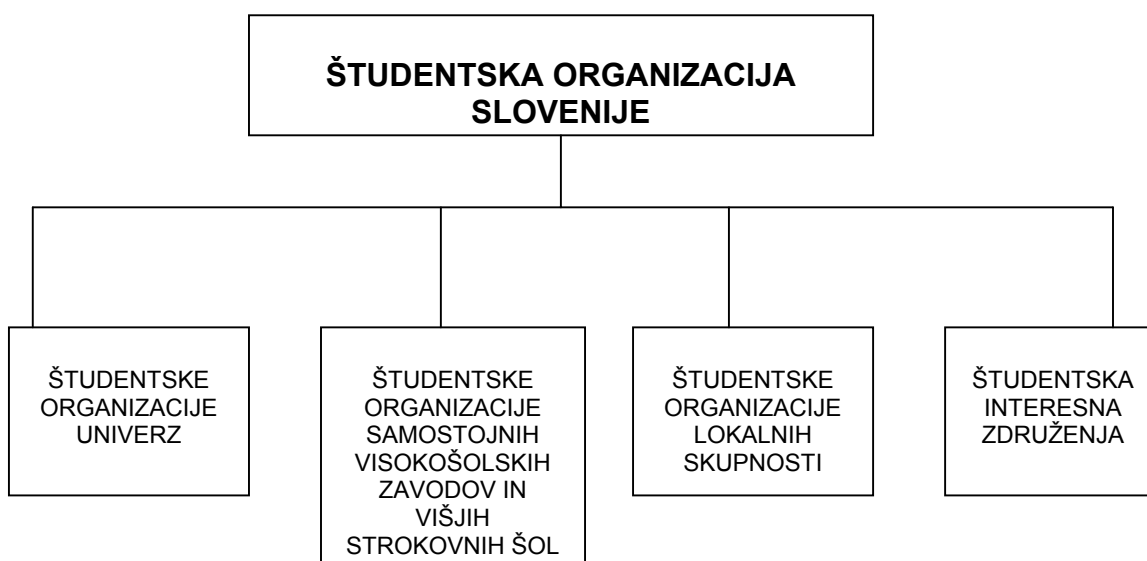 ŠTUDENTSKA ORGANIZACIJA
SLOVENIJE
ŠTUDENTSKE
ORGANIZACIJE
UNIVERZ
ŠTUDENTSKE
ORGANIZACIJE
SAMOSTOJNIH
VISOKOŠOLSKIH
ZAVODOV IN
VIŠJIH
STROKOVNIH ŠOL
ŠTUDENTSKE
ORGANIZACIJE
LOKALNIH
SKUPNOSTI
ŠTUDENTSKA
INTERESNA
ZDRUŽENJA